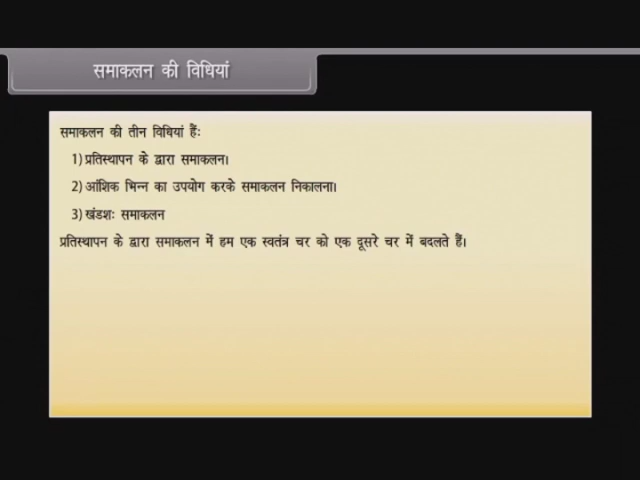 समाकलन की विधियां
समाकलन की तीन विधियां हैं:
1) प्रतिस्थापन के द्वारा समाकलन।
2) आंशिक भिन्न का उपयोग करके समाकलन निकालना।
3) खंडशः समाकलन
प्रतिस्थापन के द्वारा समाकलन में हम एक स्वतंत्र चर को एक दूसरे चर में बदलते हैं।